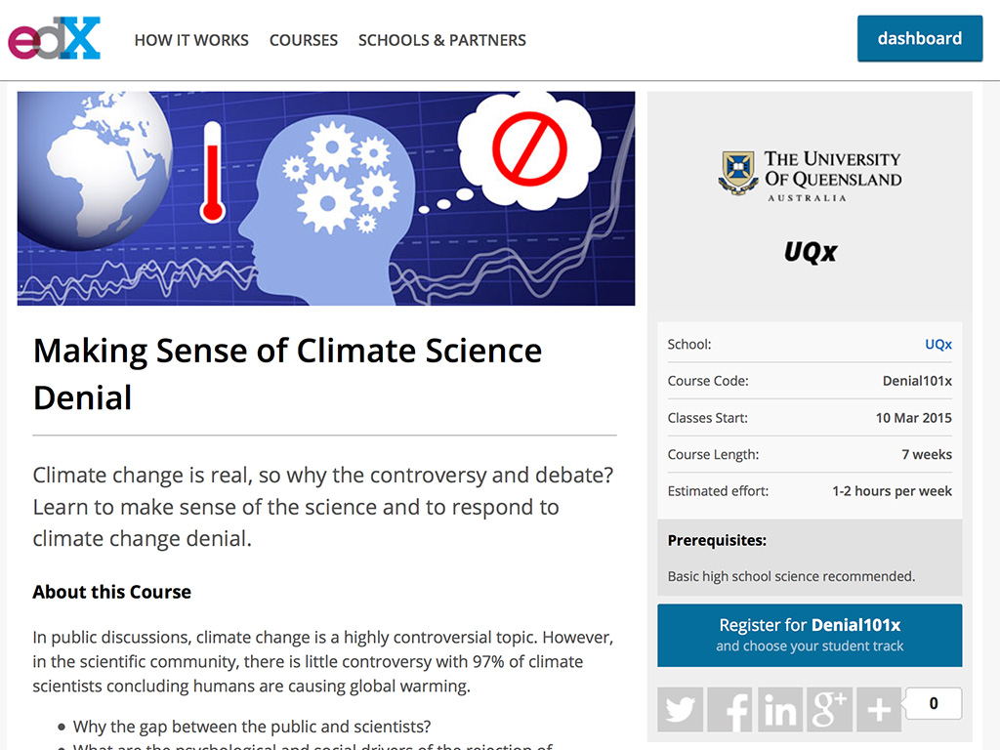 edX
HOW IT WORKS
COURSES
SCHOOLS & PARTNERS
dashboard
Making Sense of Climate Science
Denial
Climate change is real, so why the controversy and debate?
Learn to make sense of the science and to respond to
climate change denial.
About this Course
In public discussions, climate change is a highly controversial topic. However,
in the scientific community, there is little controversy with 97% of climate
scientists concluding humans are causing global warming.
• Why the gap between the public and scientists?
• What are the psychological and social drivers of the rejection of
THE UNIVERSITY
OF QUEENSLAND
AUSTRALIA
UQx
School: UQx
Course Code: Denial101x
Classes Start: 10 Mar 2015
Course Length: 7 weeks
Estimated effort: 1-2 hours per week
Prerequisites:
Basic high school science recommended.
Register for Denial101x
and choose your student track
f
in
g+
+
0